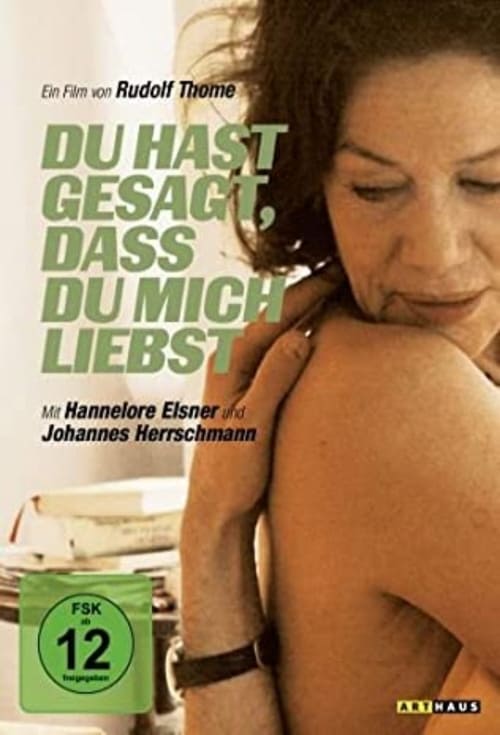 Ein Film von Rudolf Thome
DU HAST
GESAGT,
DASS
DU MICH
LIEBST
Mit Hannelore Elsner und
Johannes Herrschmann
FSK
ab
12
freigegeben
ARTHAUS